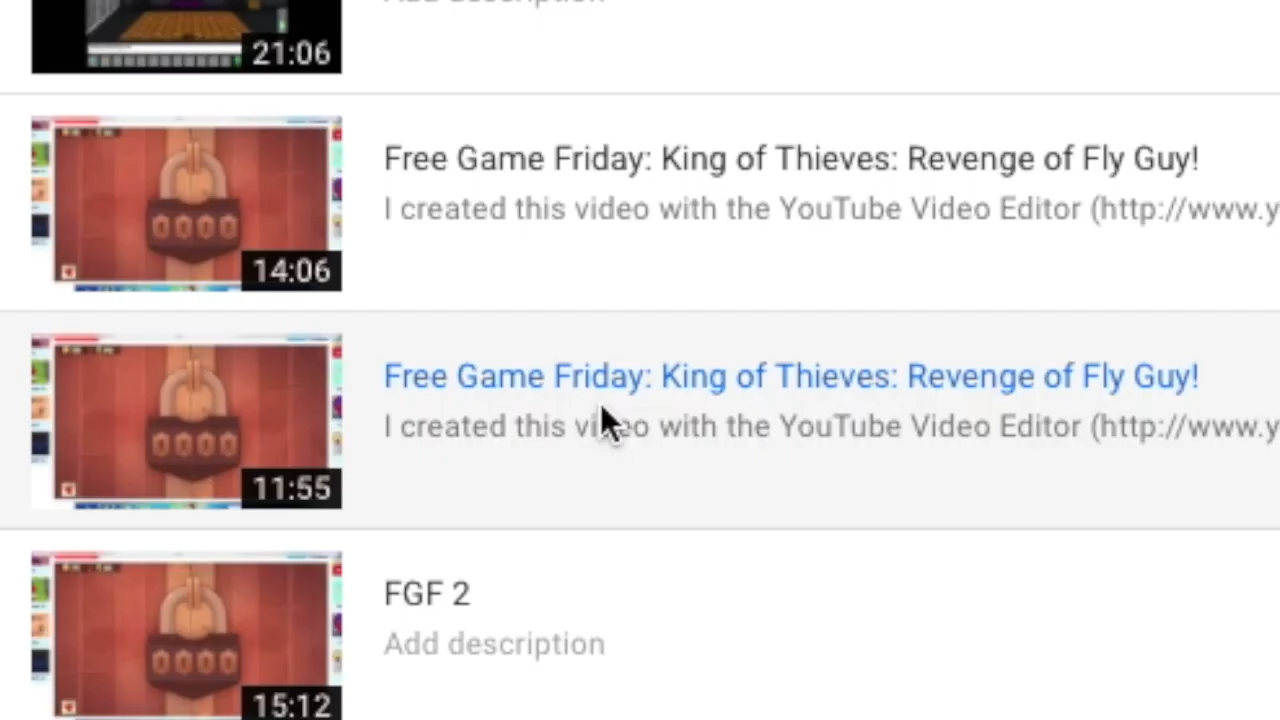 Add description
21:06
Free Game Friday: King of Thieves: Revenge of Fly Guy!
I created this video with the YouTube Video Editor (http://www.y
14:06
Free Game Friday: King of Thieves: Revenge of Fly Guy!
I created this with the YouTube Video Editor (http://www.y
11:55
FGF 2
Add description
15:12